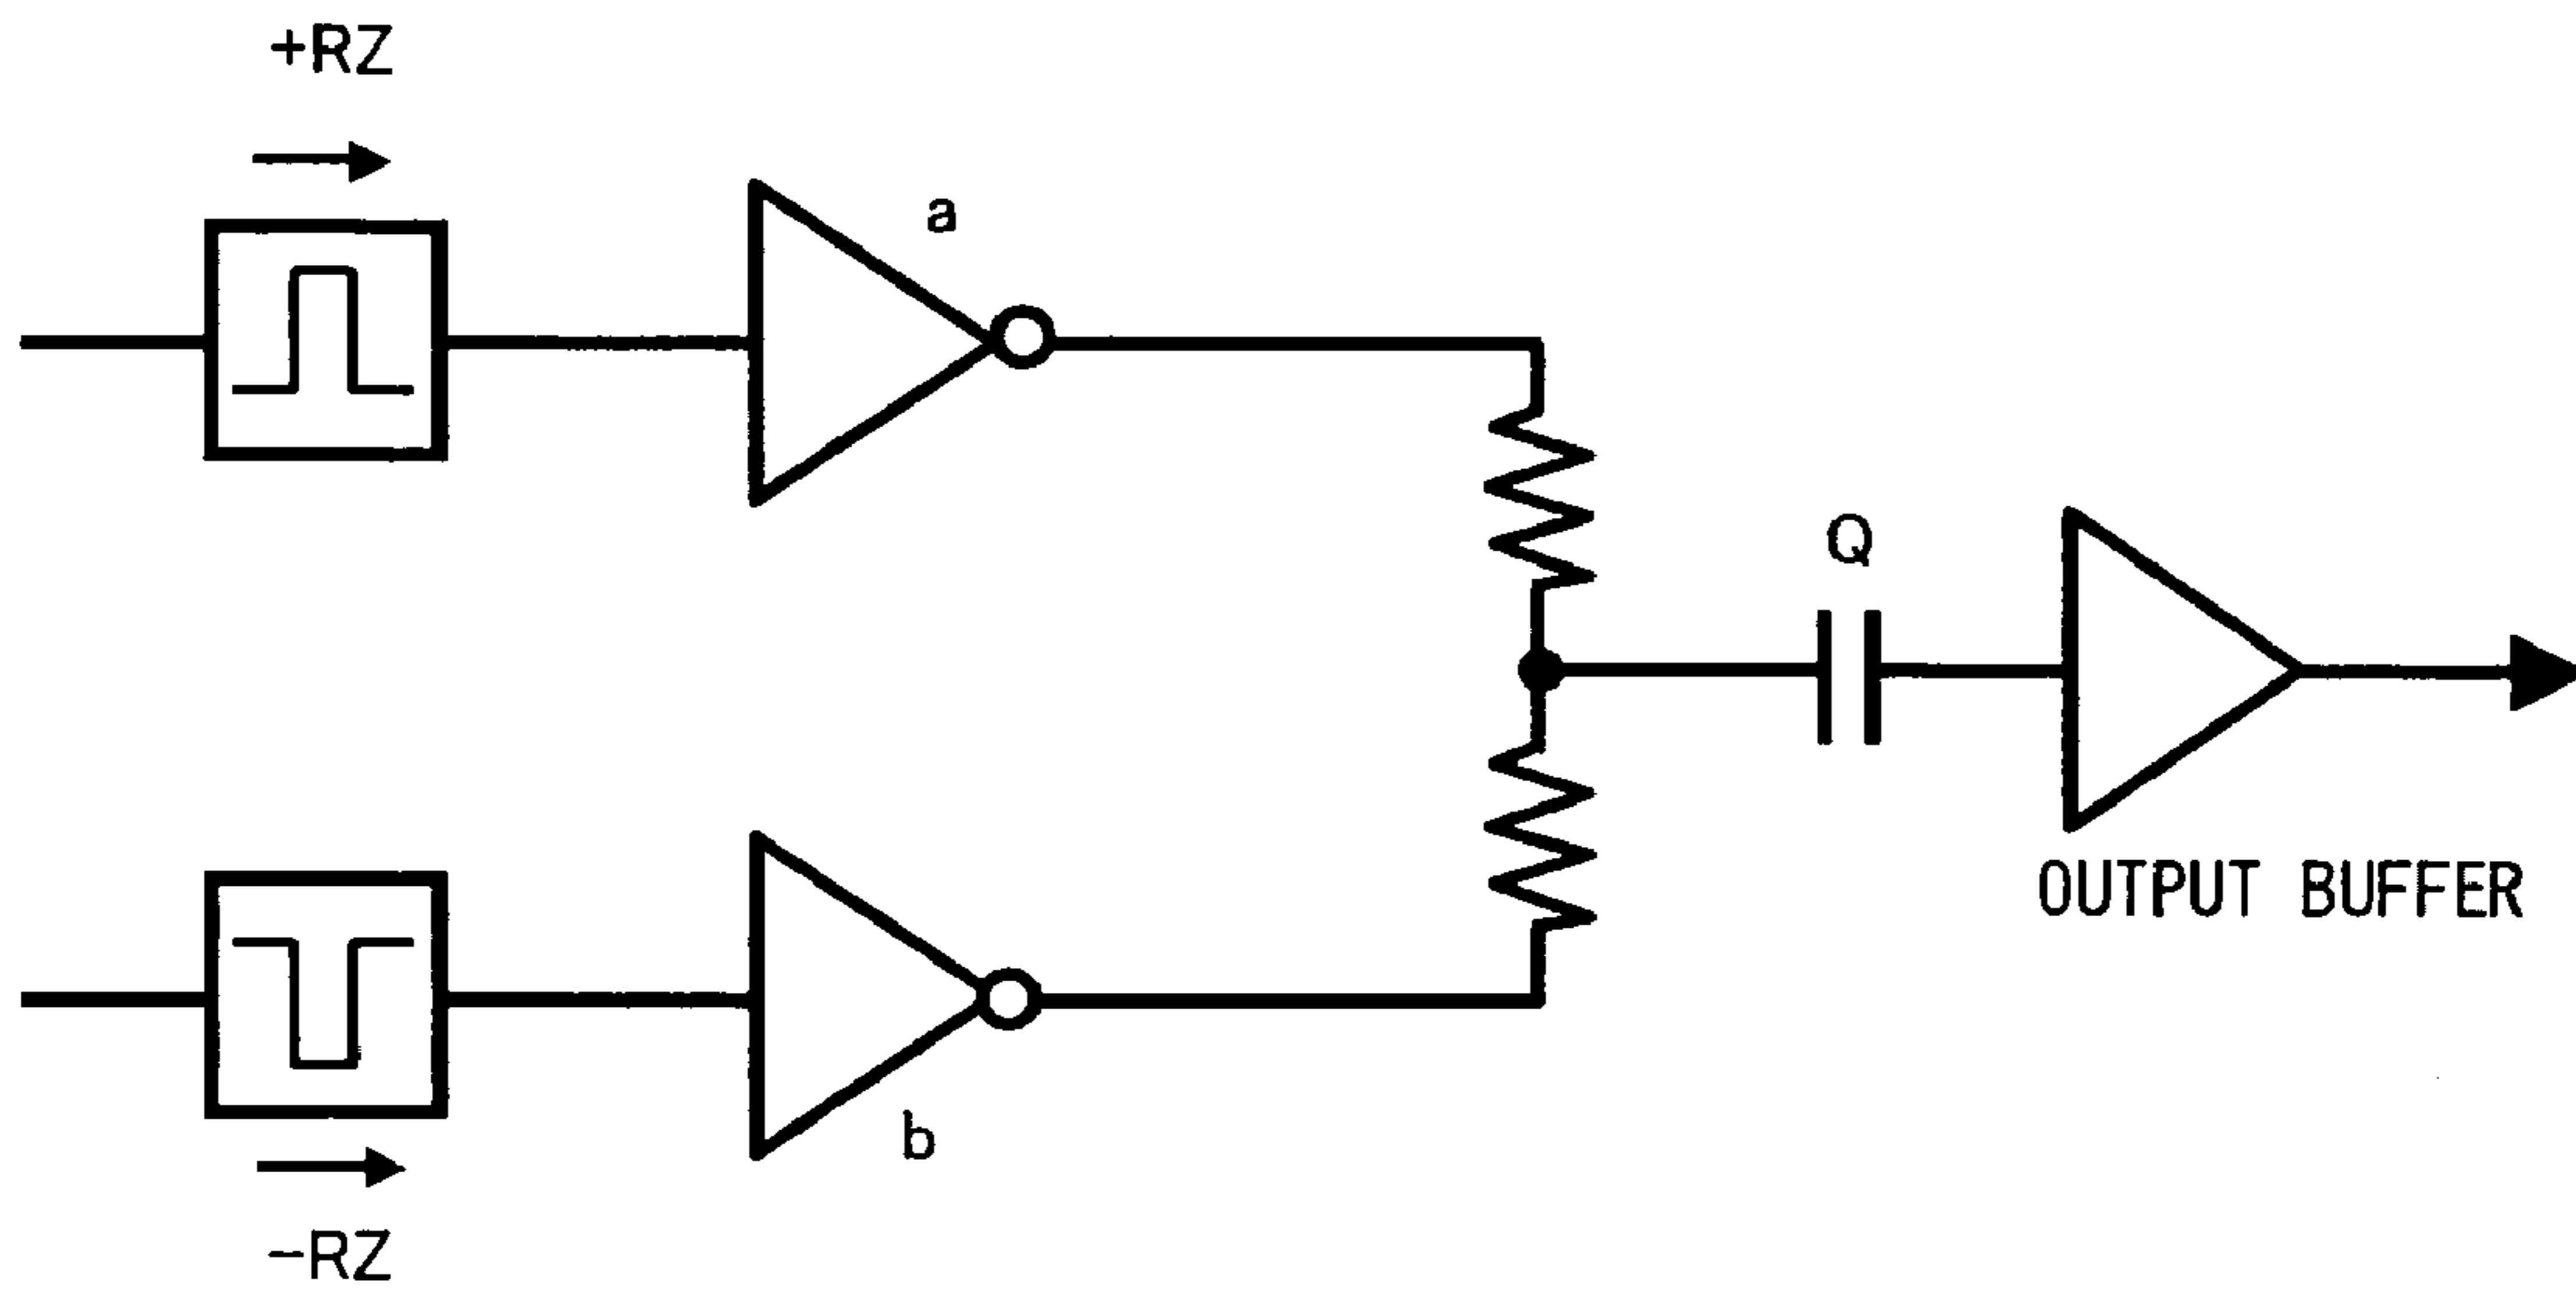 +RZ
a
Q
OUTPUT BUFFER
b
−RZ